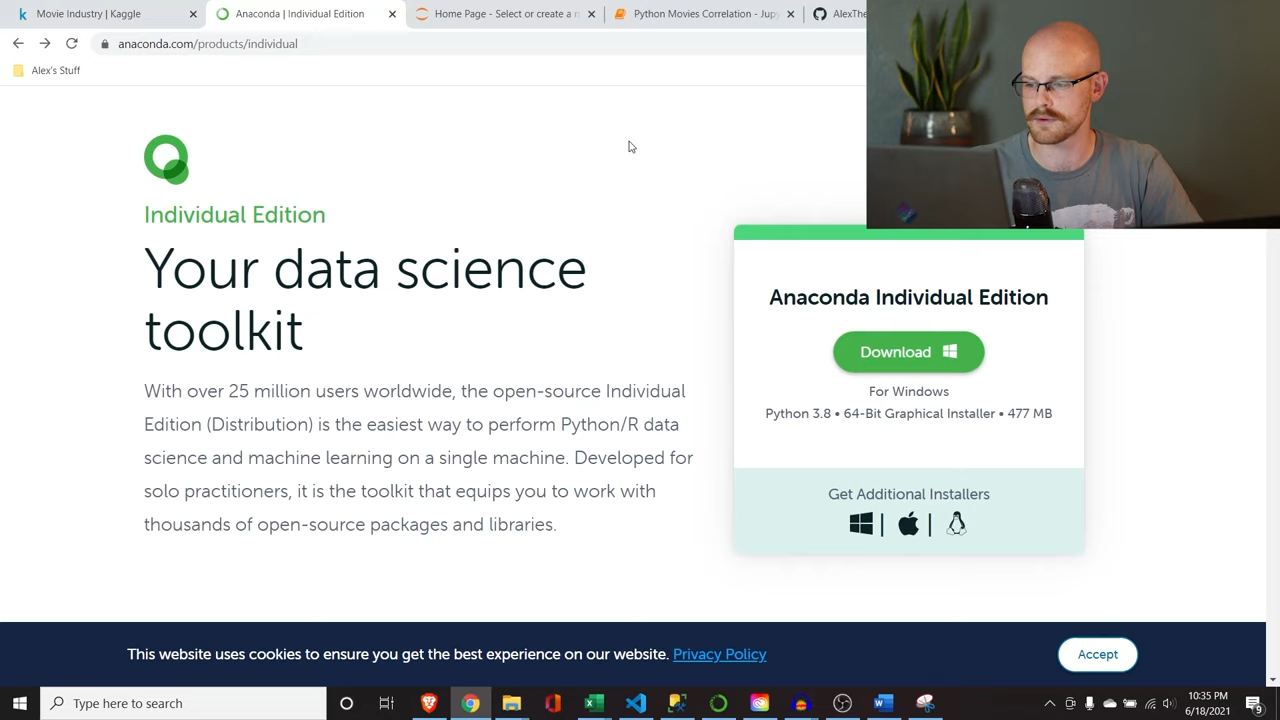 Movie Industry | Kaggle
Anaconda | Individual Edition
Home Page - Select or create a n
Python Movies Correlation - Jupy
AlexThe
anaconda.com/products/individual
Alex's Stuff
Individual Edition
Your data science
toolkit
With over 25 million users worldwide, the open-source Individual
Edition (Distribution) is the easiest way to perform Python/R data
science and machine learning on a single machine. Developed for
solo practitioners, it is the toolkit that equips you to work with
thousands of open-source packages and libraries.
Anaconda Individual Edition
Download
For Windows
Python 3.8 • 64-Bit Graphical Installer • 477 MB
Get Additional Installers
This website uses cookies to ensure you get the best experience on our website. Privacy Policy
Accept
Type here to search
10:35 PM
6/18/2021
9